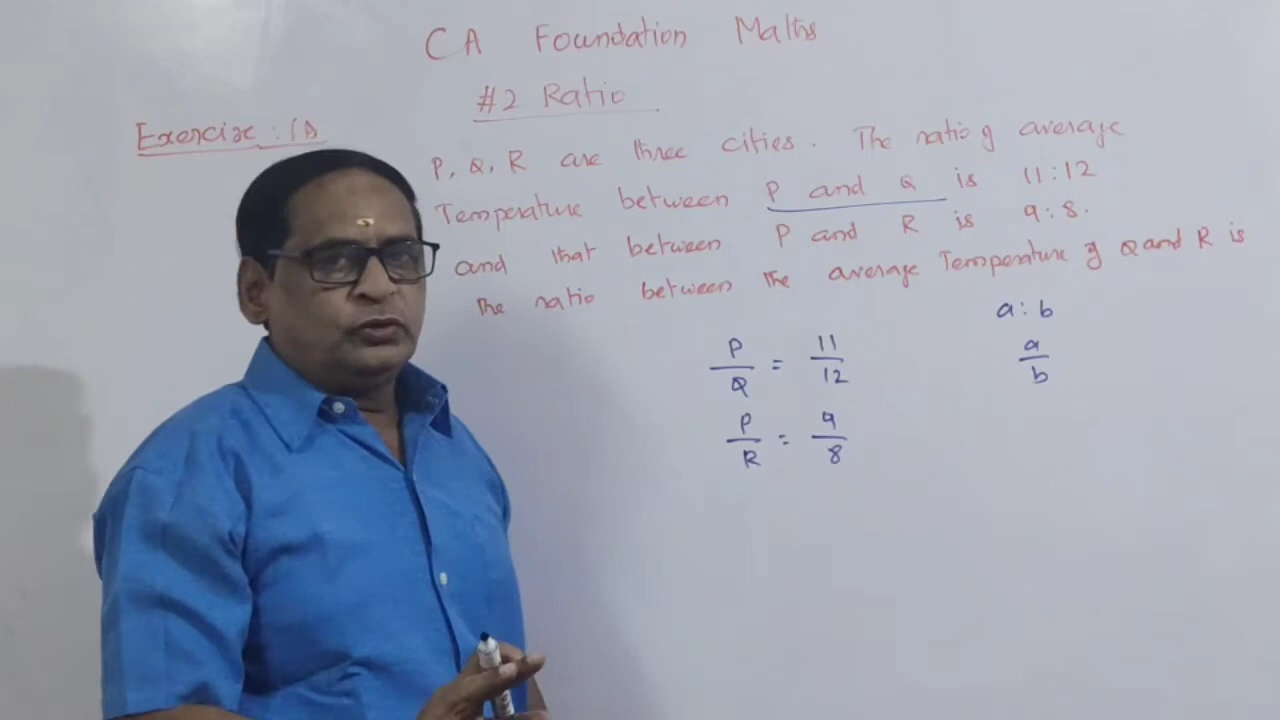 CA Foundation Maths
#2 Ratio
Exercise : 1A
P, Q, R are three cities. The ratio of average
Temperature between P and Q is 11:12
and that between P and R is 9:8.
The ratio between the average Temperature of Q and R is
a : b
P/Q = 11/12
a/b
P/R = 9/8